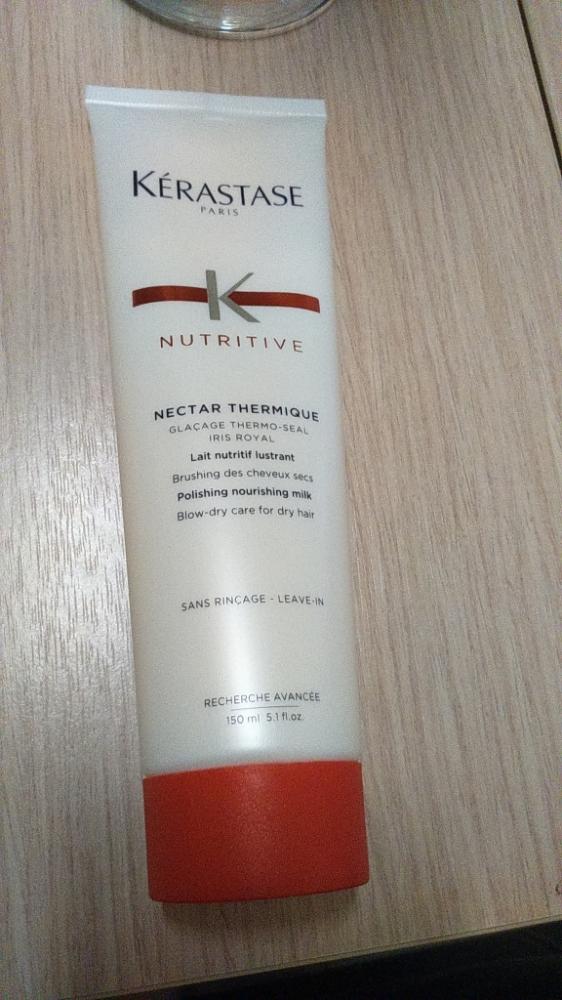 KÉRASTASE
PARIS
K
NUTRITIVE
NECTAR THERMIQUE
GLAÇAGE THERMO-SEAL
IRIS ROYAL
Lait nutritif lustrant
Brushing des cheveux secs
Polishing nourishing milk
Blow-dry care for dry hair
SANS RINÇAGE - LEAVE-IN
RECHERCHE AVANCÉE
150 ml 5.1 fl.oz.